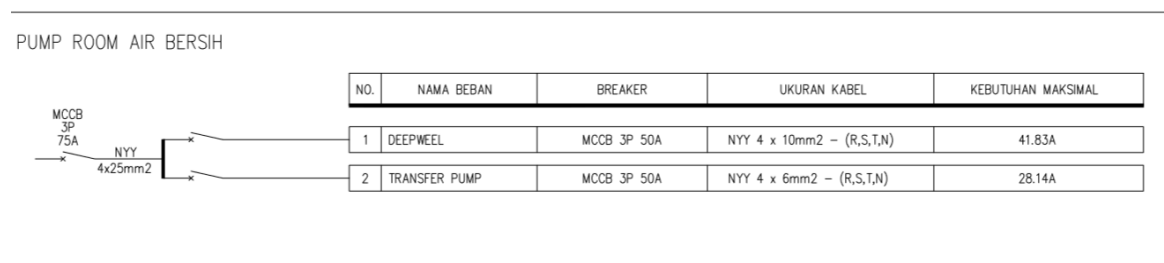 PUMP ROOM AIR BERSIH
NO. NAMA BEBAN BREAKER UKURAN KABEL KEBUTUHAN MAKSIMAL
MCCB
3P
75A
NYY
4x25mm2
1 DEEPWEEL MCCB 3P 50A NYY 4 x 10mm2 - (R,S,T,N) 41.83A
2 TRANSFER PUMP MCCB 3P 50A NYY 4 x 6mm2 - (R,S,T,N) 28.14A